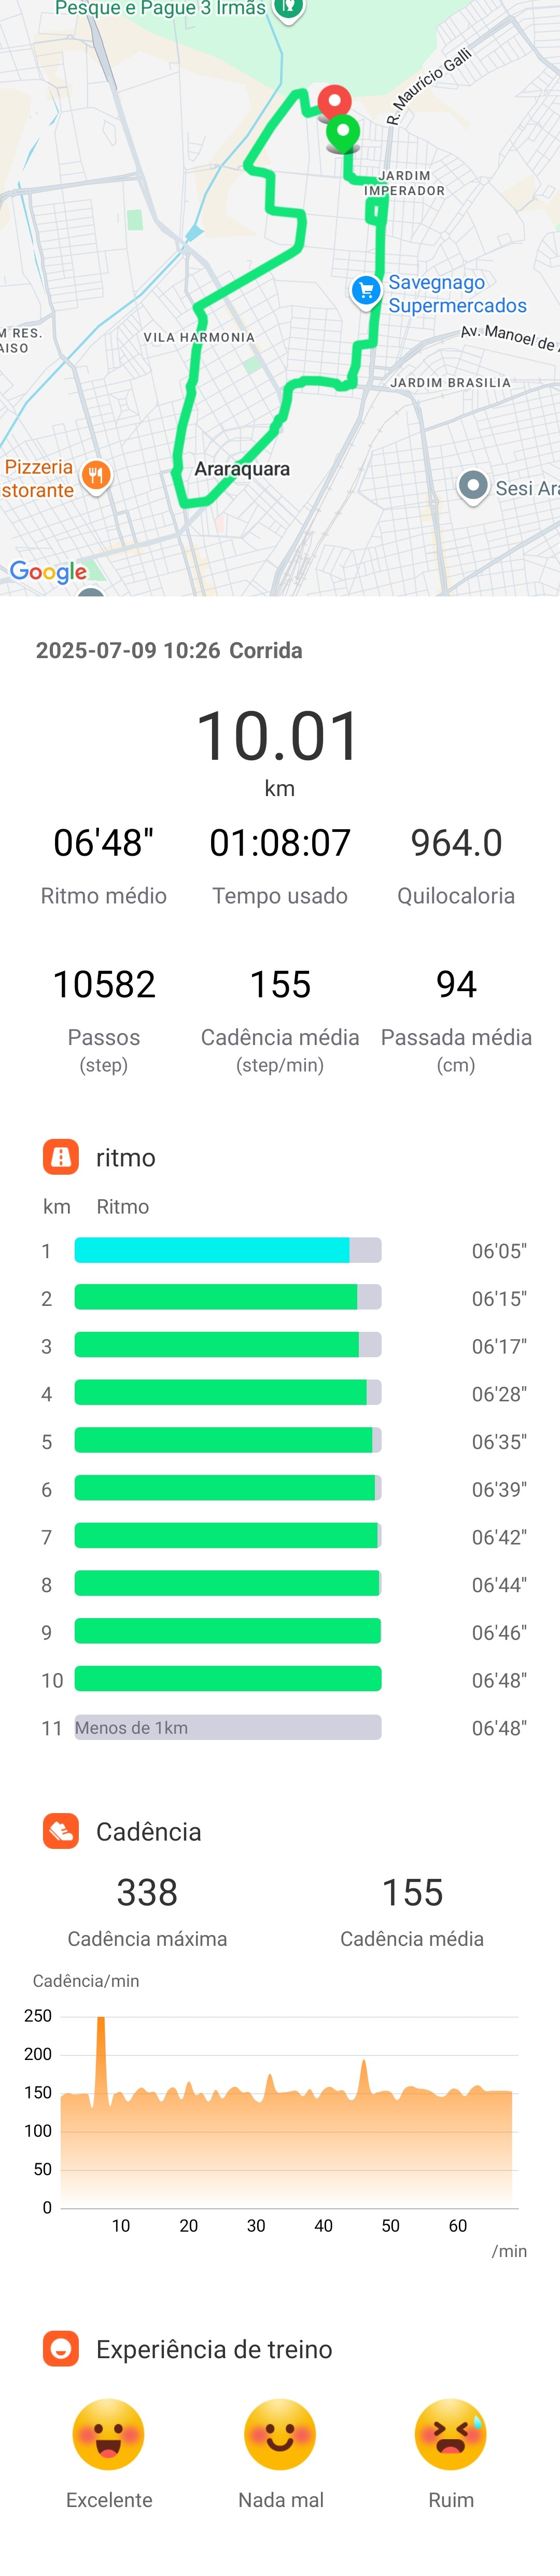 Pesque e Pague 3 Irmãs
R. Maurício Galli
JARDIM
IMPERADOR
Savegnago
Supermercados
M RES.
AISO
VILA HARMONIA
Av. Manoel de
JARDIM BRASILIA
Pizzeria
storante
Araraquara
Sesi Ara
Google
2025-07-09 10:26 Corrida
10.01
km
06'48" 01:08:07 964.0
Ritmo médio Tempo usado Quilocaloria
10582 155 94
Passos Cadência média Passada média
(step) (step/min) (cm)
ritmo
km Ritmo
1 06'05"
2 06'15"
3 06'17"
4 06'28"
5 06'35"
6 06'39"
7 06'42"
8 06'44"
9 06'46"
10 06'48"
11 Menos de 1km 06'48"
Cadência
338 155
Cadência máxima Cadência média
Cadência/min
250
200
150
100
50
0
10 20 30 40 50 60
/min
Experiência de treino
Excelente Nada mal Ruim